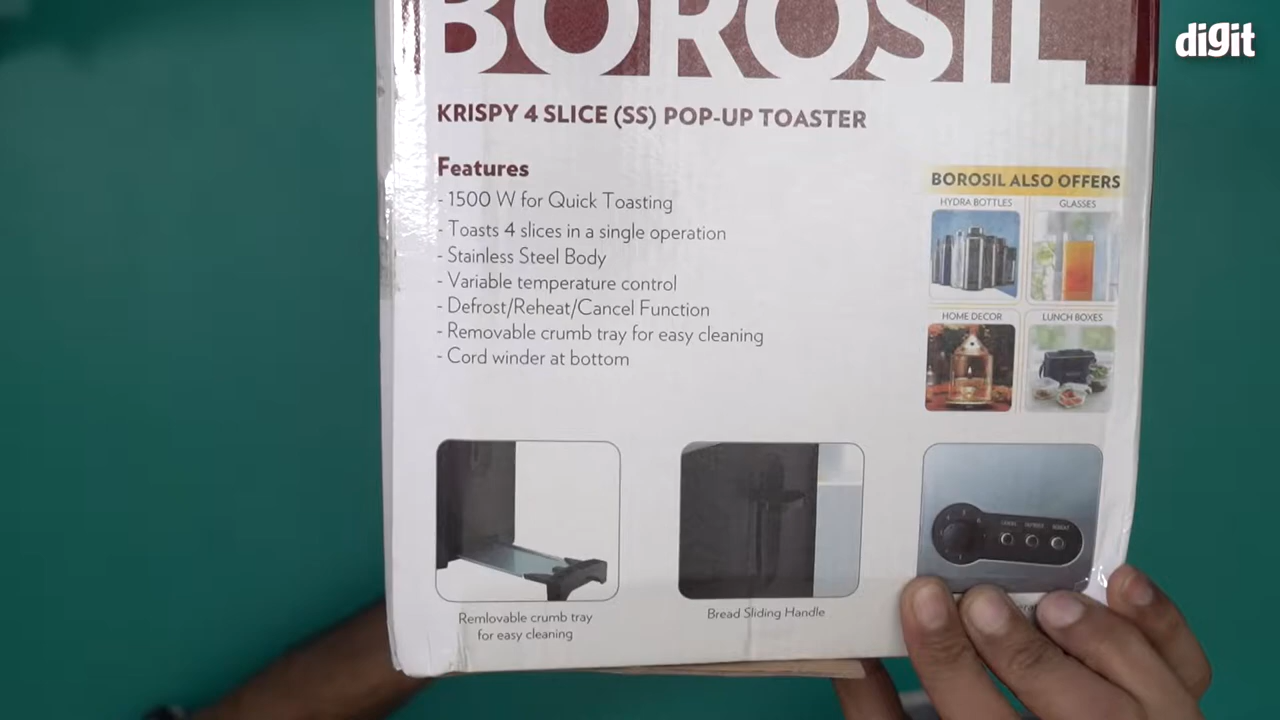 BOROSIL
digit
KRISPY 4 SLICE (SS) POP-UP TOASTER
Features
- 1500 W for Quick Toasting
- Toasts 4 slices in a single operation
- Stainless Steel Body
- Variable temperature control
- Defrost/Reheat/Cancel Function
- Removable crumb tray for easy cleaning
- Cord winder at bottom
BOROSIL ALSO OFFERS
HYDRA BOTTLES
GLASSES
HOME DECOR
LUNCH BOXES
Remlovable crumb tray
for easy cleaning
Bread Sliding Handle